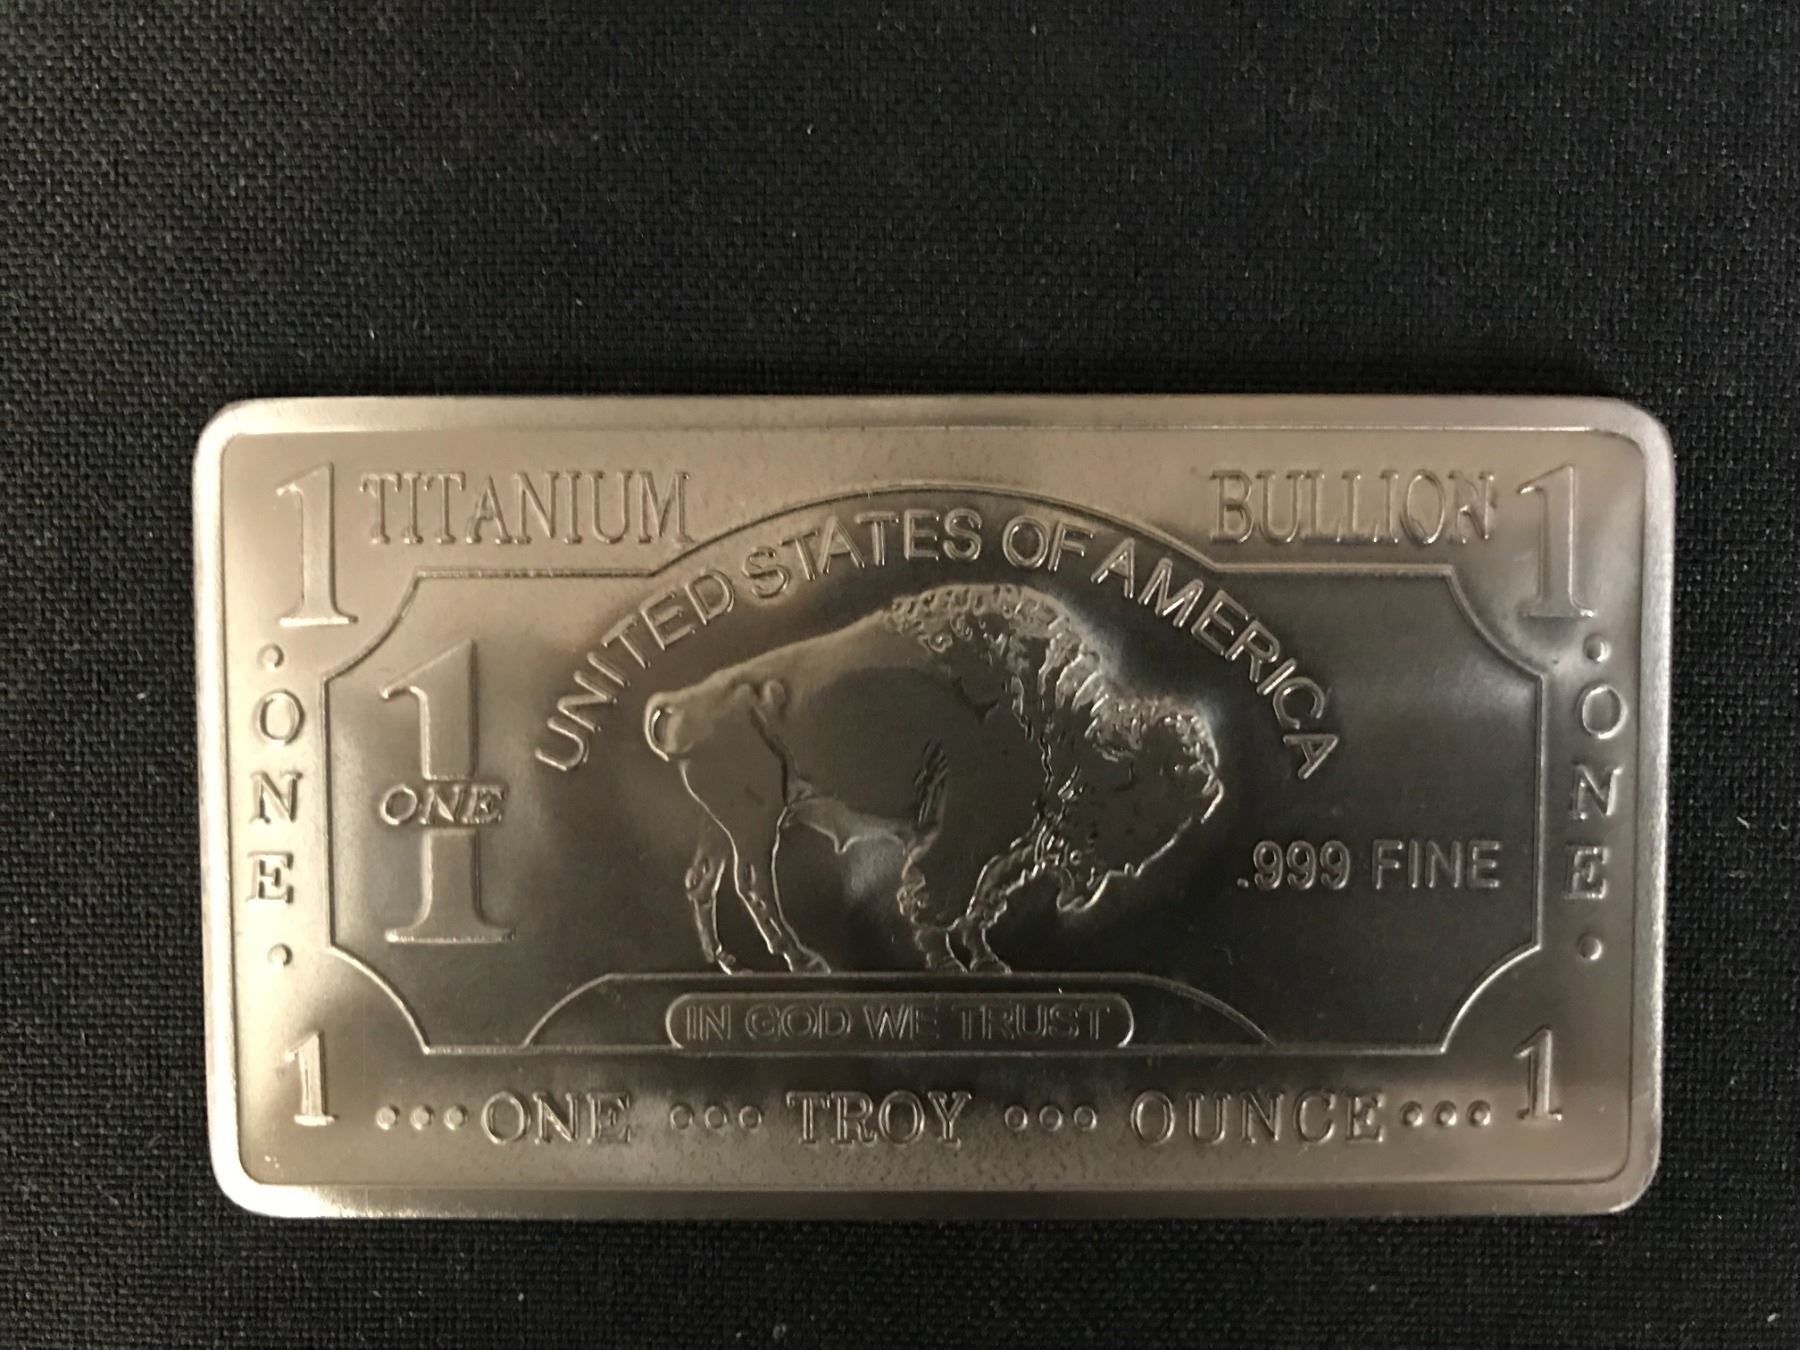 1 TITANIUM BULLION 1
UNITED STATES OF AMERICA
• ONE •
1
ONE
.999 FINE
• ONE •
IN GOD WE TRUST
1 •••ONE ••• TROY ••• OUNCE••• 1